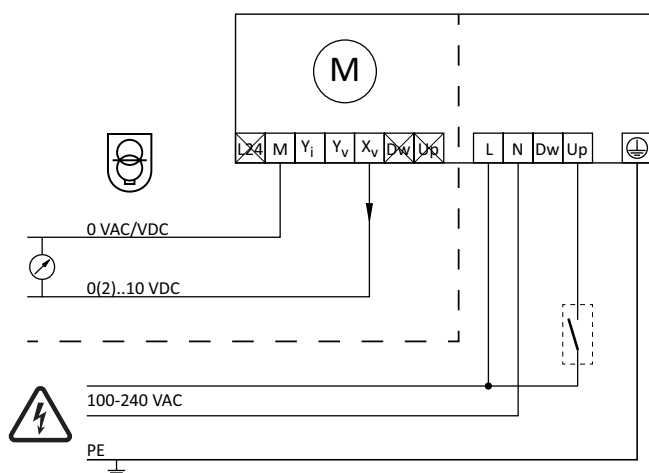 M
L24 M Yi Yv Xv Dw Up L N Dw Up
0 VAC/VDC
0(2)..10 VDC
100-240 VAC
PE